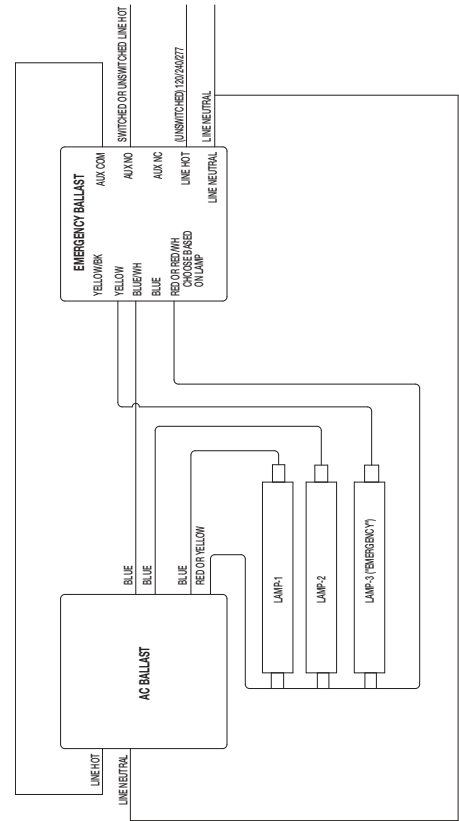 EMERGENCY BALLAST
YELLOW/BK
YELLOW
BLUE/WH
BLUE
RED OR RED/WH
CHOOSE BASED
ON LAMP
AUX COM
AUX NO
AUX NC
LINE HOT
LINE NEUTRAL
SWITCHED OR UNSWITCHED LINE HOT
(UNSWITCHED) 120/240/277
LINE NEUTRAL
AC BALLAST
LINE HOT
LINE NEUTRAL
BLUE
BLUE
BLUE
RED OR YELLOW
LAMP-1
LAMP-2
LAMP-3 ("EMERGENCY")